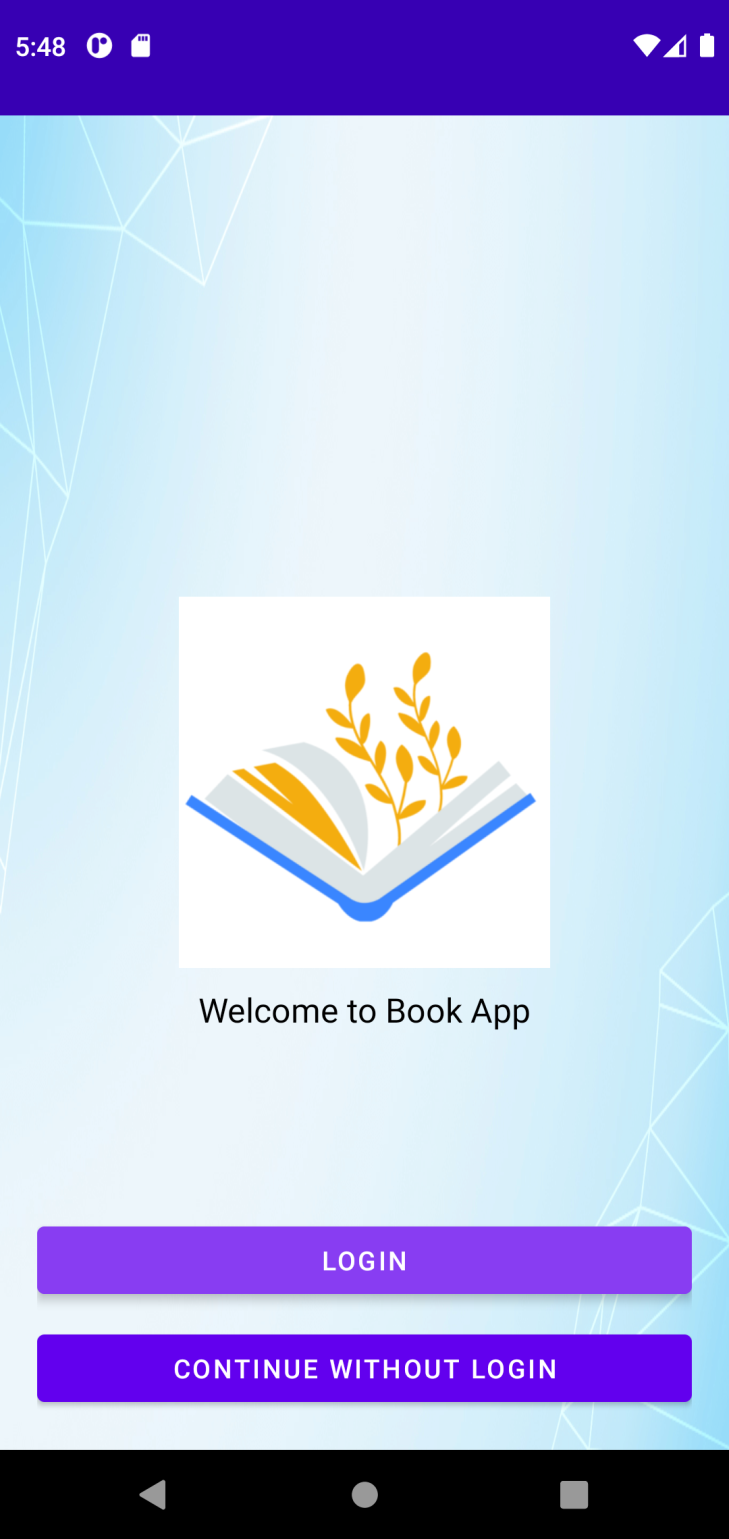 5:48
Welcome to Book App
LOGIN
CONTINUE WITHOUT LOGIN